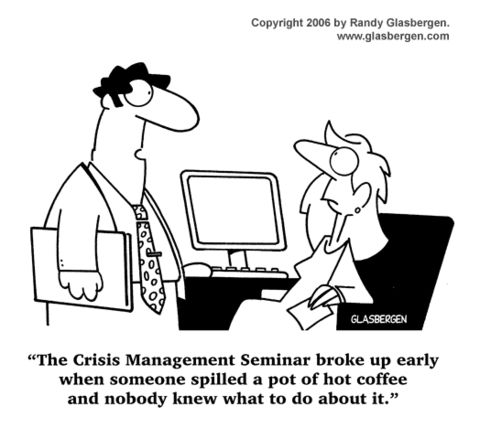 Copyright 2006 by Randy Glasbergen.
www.glasbergen.com
GLASBERGEN
“The Crisis Management Seminar broke up early
when someone spilled a pot of hot coffee
and nobody knew what to do about it.”